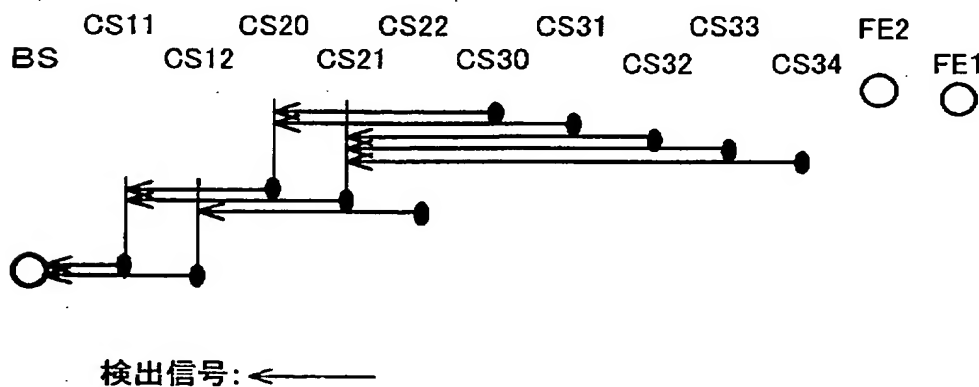 CS11 CS20 CS22 CS31 CS33 FE2
BS CS12 CS21 CS30 CS32 CS34 FE1
検出信号: